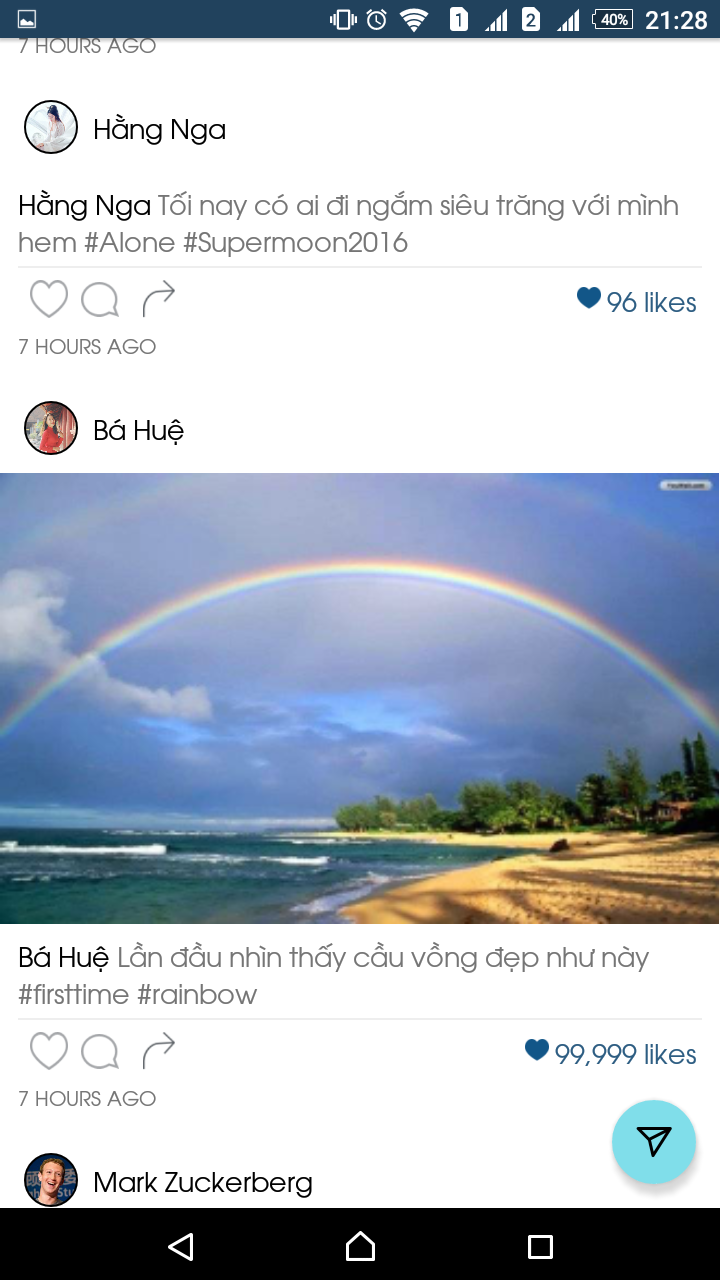 1 2 40% 21:28
7 HOURS AGO
Hằng Nga
Hằng Nga Tối nay có ai đi ngắm siêu trăng với mình
hem #Alone #Supermoon2016
96 likes
7 HOURS AGO
Bá Huệ
Bá Huệ Lần đầu nhìn thấy cầu vồng đẹp như này
#firsttime #rainbow
99,999 likes
7 HOURS AGO
Mark Zuckerberg